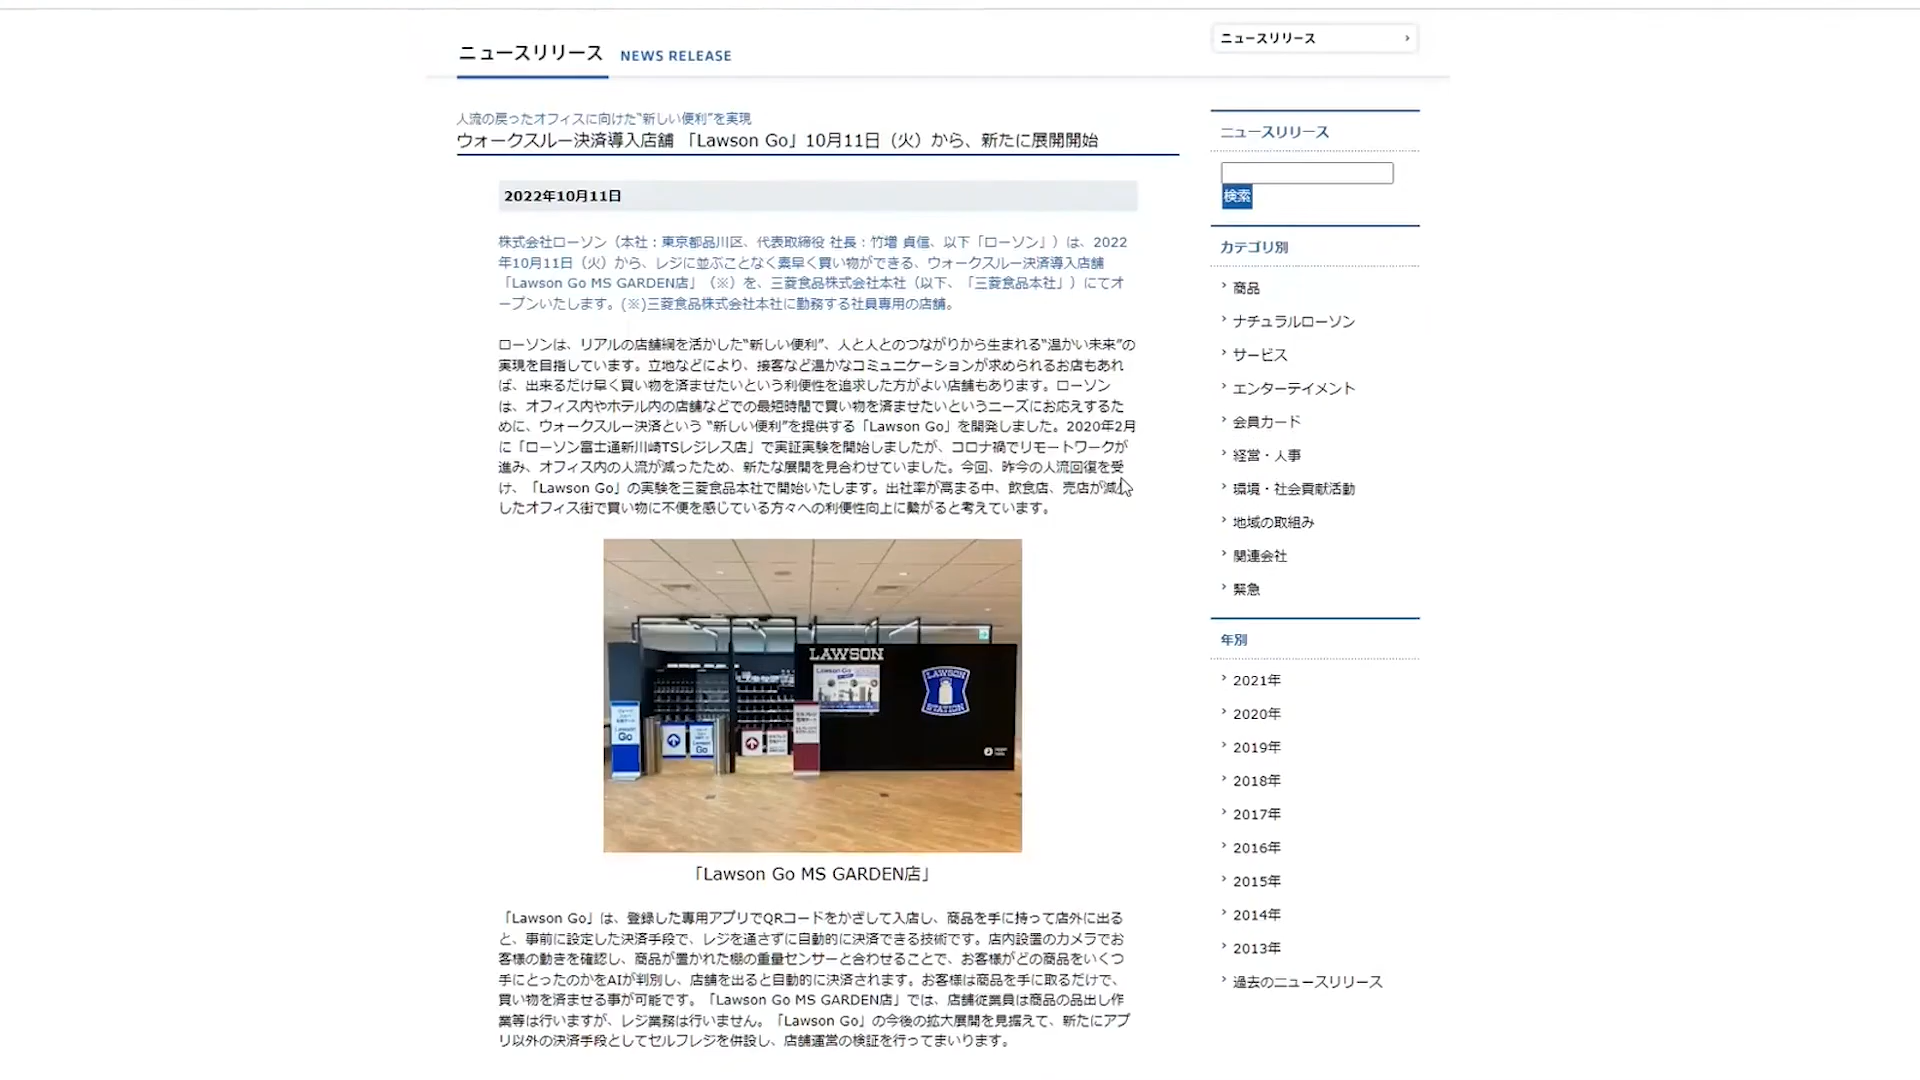 ニュースリリース NEWS RELEASE
ニュースリリース
人流の戻ったオフィスに向けた“新しい便利”を実現
ウォークスルー決済導入店舗 「Lawson Go」10月11日（火）から、新たに展開開始
2022年10月11日
株式会社ローソン（本社：東京都品川区、代表取締役 社長：竹増 貞信、以下「ローソン」）は、2022
年10月11日（火）から、レジに並ぶことなく素早く買い物ができる、ウォークスルー決済導入店舗
「Lawson Go MS GARDEN店」（※）を、三菱食品株式会社本社（以下、「三菱食品本社」）にてオ
ープンいたします。(※)三菱食品株式会社本社に勤務する社員専用の店舗。
ローソンは、リアルの店舗網を活かした“新しい便利”、人と人とのつながりから生まれる“温かい未来”の
実現を目指しています。立地などにより、接客など温かなコミュニケーションが求められるお店もあれ
ば、出来るだけ早く買い物を済ませたいという利便性を追求した方がよい店舗もあります。ローソン
は、オフィス内やホテル内の店舗などでの最短時間で買い物を済ませたいというニーズにお応えするた
めに、ウォークスルー決済という “新しい便利”を提供する「Lawson Go」を開発しました。2020年2月
に「ローソン富士通新川崎TSレジレス店」で実証実験を開始しましたが、コロナ禍でリモートワークが
進み、オフィス内の人流が減ったため、新たな展開を見合わせていました。今回、昨今の人流回復を受
け、「Lawson Go」の実験を三菱食品本社で開始いたします。出社率が高まる中、飲食店、売店が減少
したオフィス街で買い物に不便を感じている方々への利便性向上に繋がると考えています。
LAWSON
Lawson Go
LAWSON
STATION
Go
Lawson
Go
「Lawson Go MS GARDEN店」
「Lawson Go」は、登録した専用アプリでQRコードをかざして入店し、商品を手に持って店外に出る
と、事前に設定した決済手段で、レジを通さずに自動的に決済できる技術です。店内設置のカメラでお
客様の動きを確認し、商品が置かれた棚の重量センサーと合わせることで、お客様がどの商品をいくつ
手にとったのかをAIが判別し、店舗を出ると自動的に決済されます。お客様は商品を手に取るだけで、
買い物を済ませる事が可能です。「Lawson Go MS GARDEN店」では、店舗従業員は商品の品出し作
業等は行いますが、レジ業務は行いません。「Lawson Go」の今後の拡大展開を見据えて、新たにアプ
リ以外の決済手段としてセルフレジを併設し、店舗運営の検証を行ってまいります。
ニュースリリース
検索
カテゴリ別
商品
ナチュラルローソン
サービス
エンターテイメント
会員カード
経営・人事
環境・社会貢献活動
地域の取組み
関連会社
緊急
年別
2021年
2020年
2019年
2018年
2017年
2016年
2015年
2014年
2013年
過去のニュースリリース